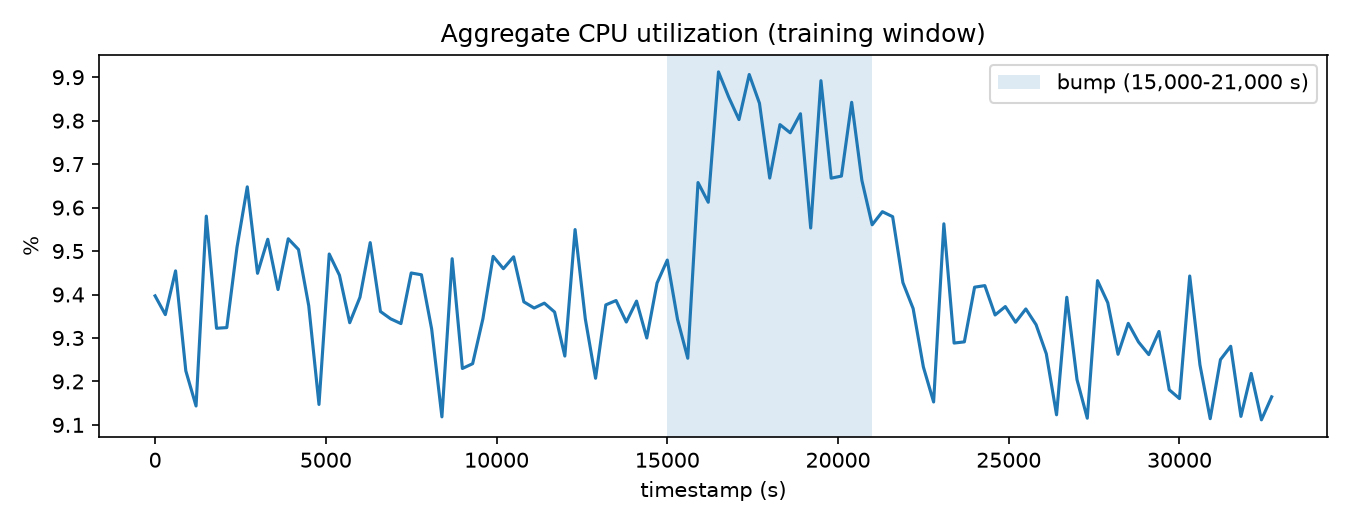 Aggregate CPU utilization (training window)
bump (15,000-21,000 s)
%
9.9
9.8
9.7
9.6
9.5
9.4
9.3
9.2
9.1
0 5000 10000 15000 20000 25000 30000
timestamp (s)